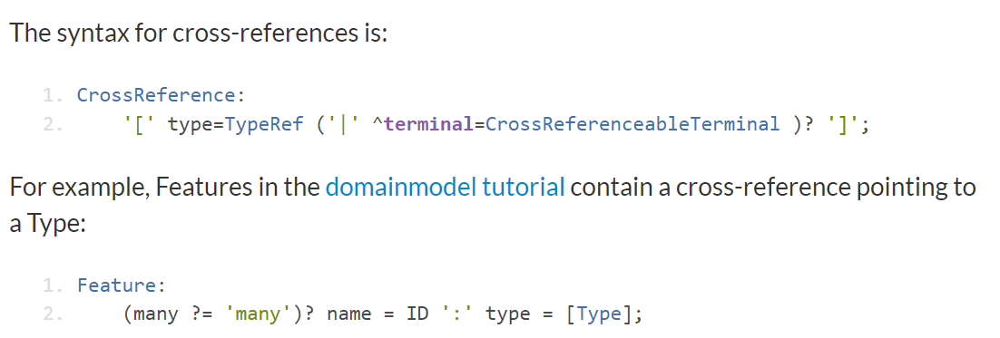 The syntax for cross-references is:
1. CrossReference:
2. '[' type=TypeRef ('|' ^terminal=CrossReferenceableTerminal )? ']';
For example, Features in the domainmodel tutorial contain a cross-reference pointing to
a Type:
1. Feature:
2. (many ?= 'many')? name = ID ':' type = [Type];